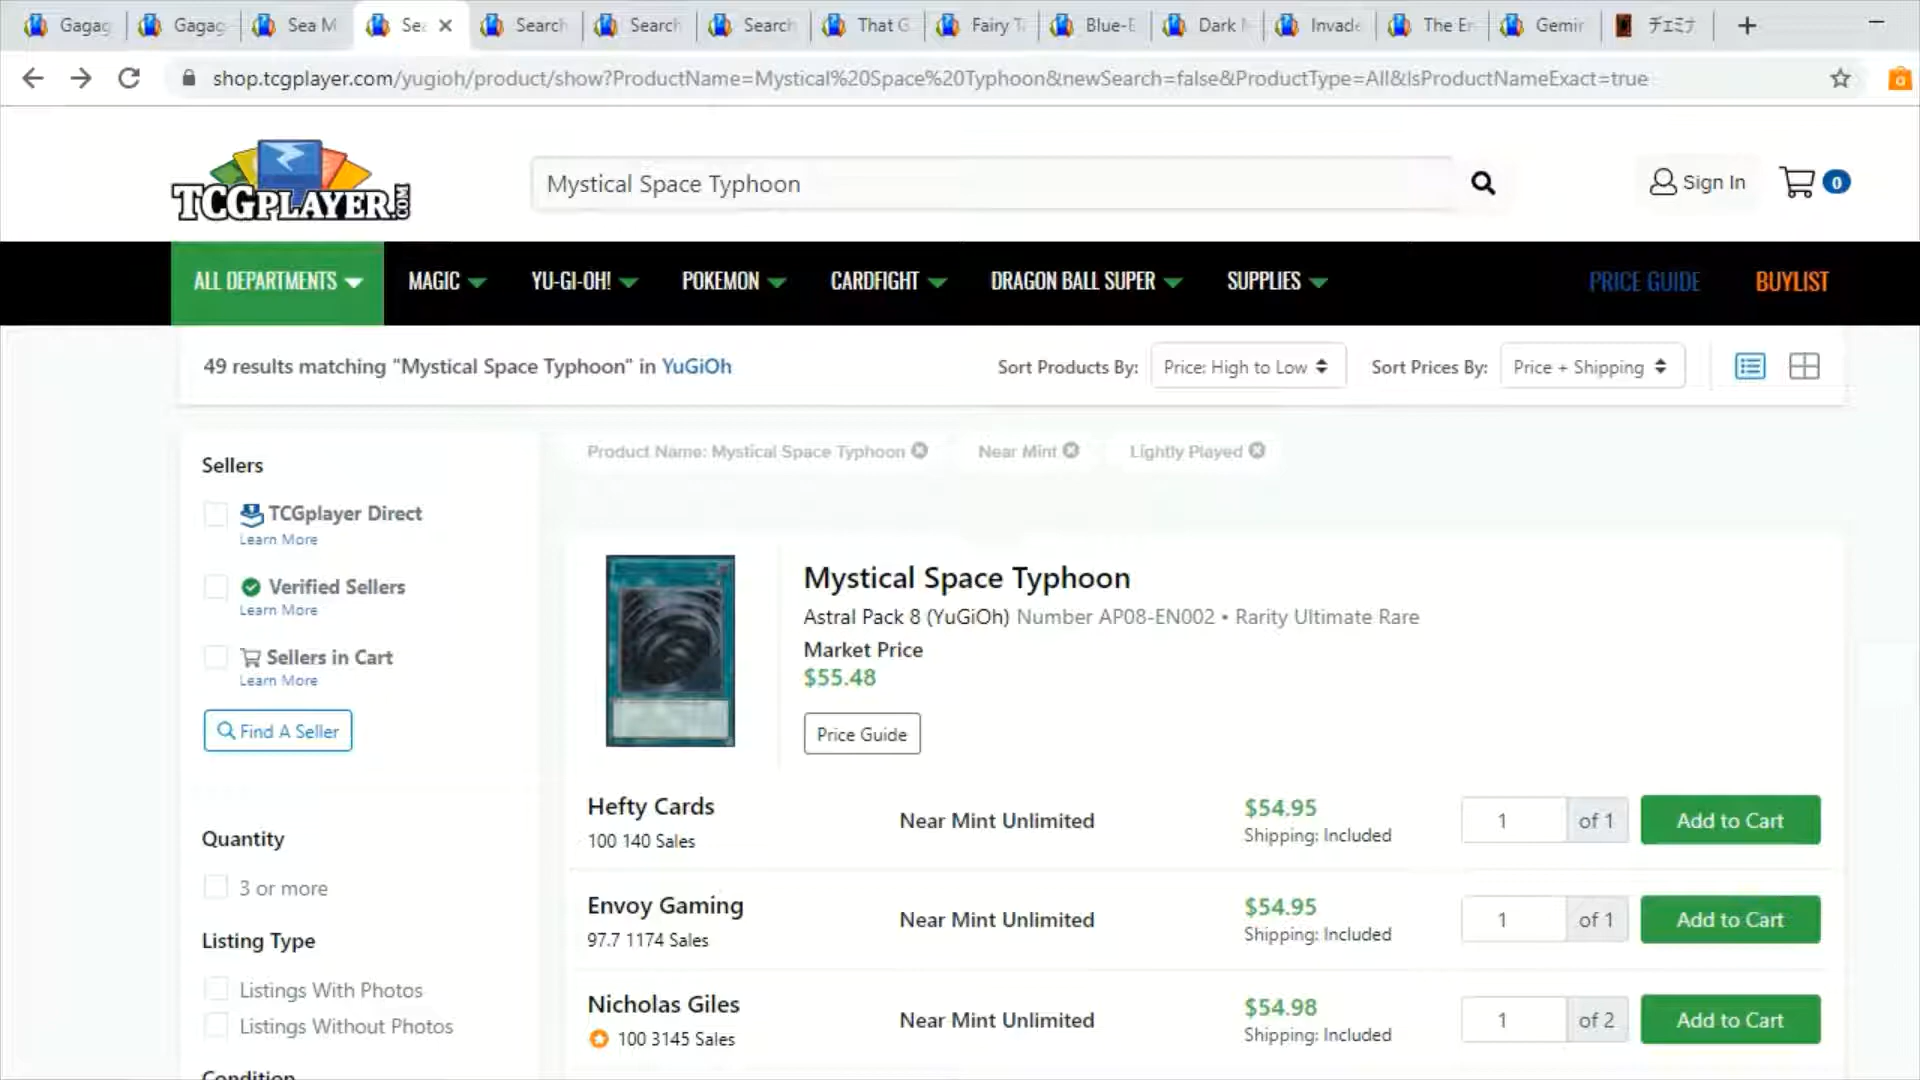 Gagag Gagag Sea M Se Search Search Search That G Fairy T Blue-E Dark Invade The En Gemin チェミナ
shop.tcgplayer.com/yugioh/product/show?ProductName=Mystical%20Space%20Typhoon&newSearch=false&ProductType=All&IsProductNameExact=true
TCGPLAYER.COM
Mystical Space Typhoon
Sign In
0
ALL DEPARTMENTS MAGIC YU-GI-OH! POKEMON CARDFIGHT DRAGON BALL SUPER SUPPLIES PRICE GUIDE BUYLIST
49 results matching "Mystical Space Typhoon" in YuGiOh
Sort Products By: Price: High to Low Sort Prices By: Price + Shipping
Product Name: Mystical Space Typhoon Near Mint Lightly Played
Sellers
TCGplayer Direct
Learn More
Verified Sellers
Learn More
Sellers in Cart
Learn More
Find A Seller
Quantity
3 or more
Listing Type
Listings With Photos
Listings Without Photos
Condition
Mystical Space Typhoon
Astral Pack 8 (YuGiOh) Number AP08-EN002 • Rarity Ultimate Rare
Market Price
$55.48
Price Guide
Hefty Cards
100 140 Sales
Near Mint Unlimited
$54.95
Shipping: Included
1 of 1
Add to Cart
Envoy Gaming
97.7 1174 Sales
Near Mint Unlimited
$54.95
Shipping: Included
1 of 1
Add to Cart
Nicholas Giles
100 3145 Sales
Near Mint Unlimited
$54.98
Shipping: Included
1 of 2
Add to Cart